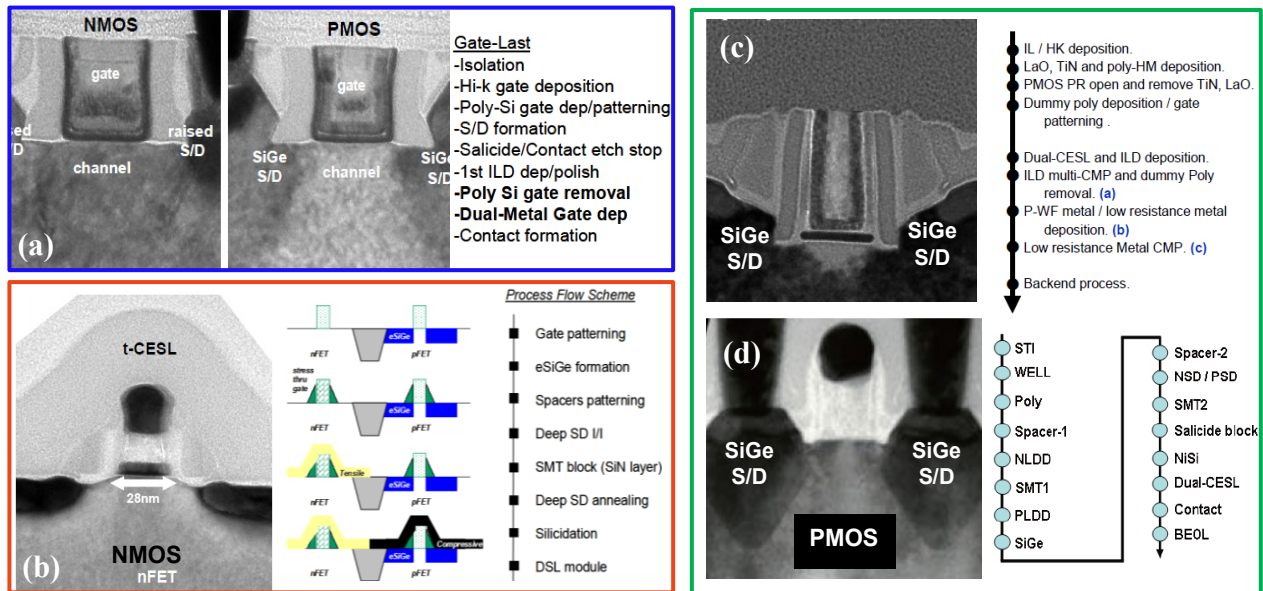 NMOS
gate
raised
S/D
channel
(a)
PMOS
gate
SiGe
S/D
channel
S/D
Gate-Last
-Isolation
-Hi-k gate deposition
-Poly-Si gate dep/patterning
-S/D formation
-Salicide/Contact etch stop
-1st ILD dep/polish
-Poly Si gate removal
-Dual-Metal Gate dep
-Contact formation
t-CESL
28nm
NMOS
nFET
(b)
eSiGe
nFET
pFET
stress
thru
gate
eSiGe
nFET
pFET
Tensile
eSiGe
nFET
pFET
Compressive
eSiGe
nFET
pFET
Process Flow Scheme
Gate patterning
eSiGe formation
Spacers patterning
Deep SD I/I
SMT block (SiN layer)
Deep SD annealing
Silicidation
DSL module
(c)
SiGe
S/D
SiGe
S/D
IL / HK deposition.
LaO, TiN and poly-HM deposition.
PMOS PR open and remove TiN, LaO.
Dummy poly deposition / gate
patterning .
Dual-CESL and ILD deposition.
ILD multi-CMP and dummy Poly
removal. (a)
P-WF metal / low resistance metal
deposition. (b)
Low resistance Metal CMP. (c)
Backend process.
(d)
SiGe
S/D
SiGe
S/D
PMOS
STI
WELL
Poly
Spacer-1
NLDD
SMT1
PLDD
SiGe
Spacer-2
NSD / PSD
SMT2
Salicide block
NiSi
Dual-CESL
Contact
BEOL